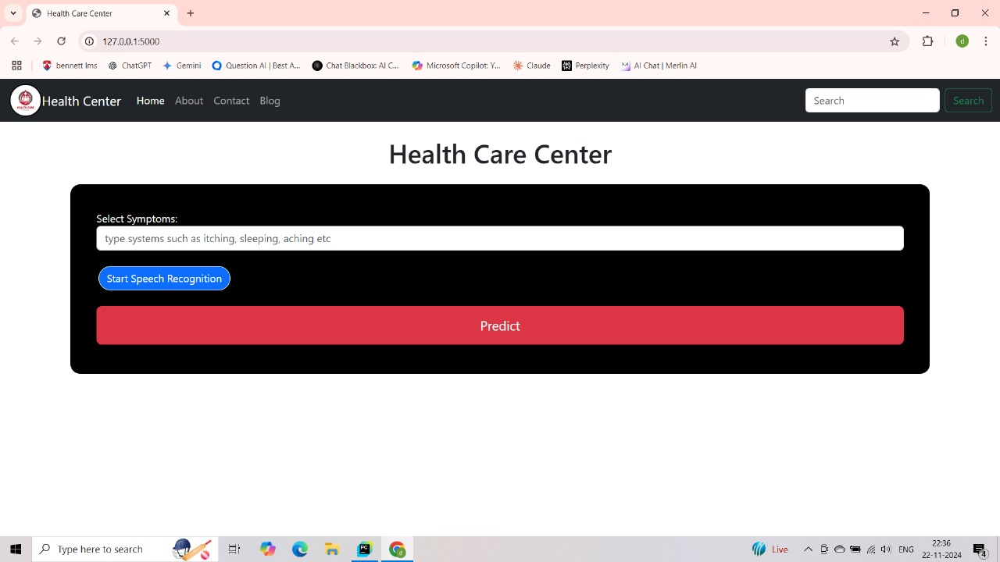 Health Center
127.0.0.1:5000
bennett lms ChatGPT Gemini Question AI | Best A... Chat Blackbox AI C... Microsoft Copilot: Y... Claude Perplexity AI Chat | Merlin AI
d
HEALTH CARE
Health Center Home About Contact Blog Search Search
Health Care Center
Select Symptoms:
type systems such as itching, sleeping, aching etc
Start Speech Recognition
Predict
Type here to search
PC
d
Live
ENG
22:36
22-11-2024
4